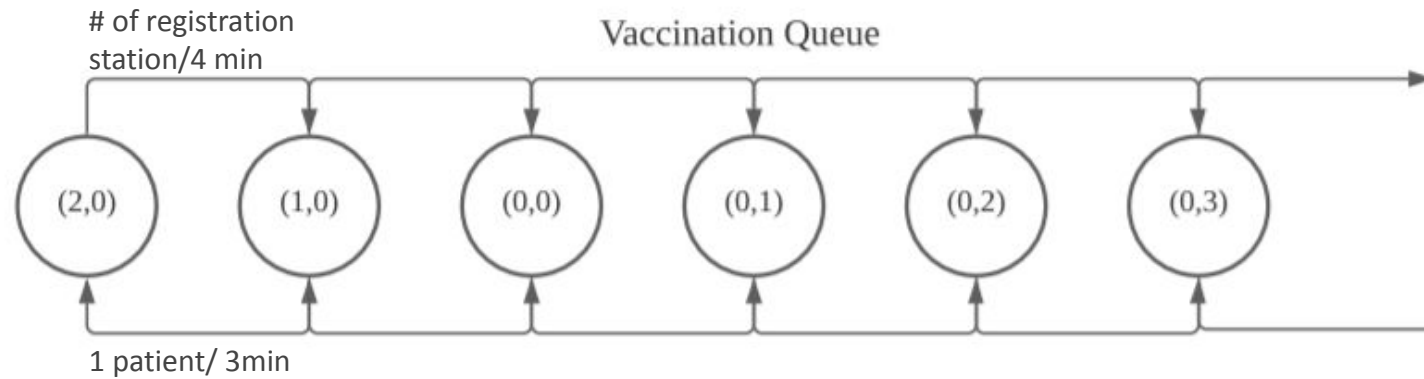 # of registration
station/4 min
Vaccination Queue
(2,0)
(1,0)
(0,0)
(0,1)
(0,2)
(0,3)
1 patient/ 3min